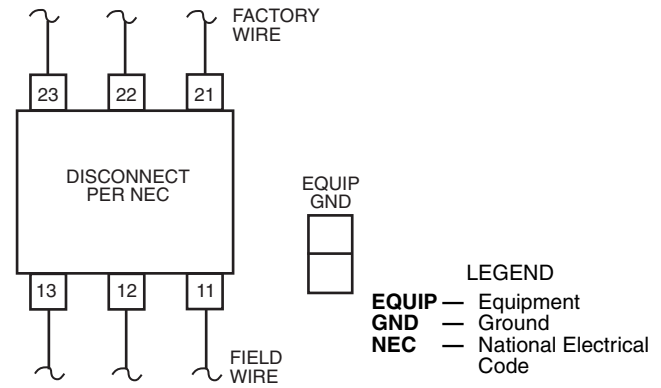 FACTORY
WIRE
23
22
21
DISCONNECT
PER NEC
EQUIP
GND
13
12
11
FIELD
WIRE
LEGEND
EQUIP — Equipment
GND — Ground
NEC — National Electrical
Code